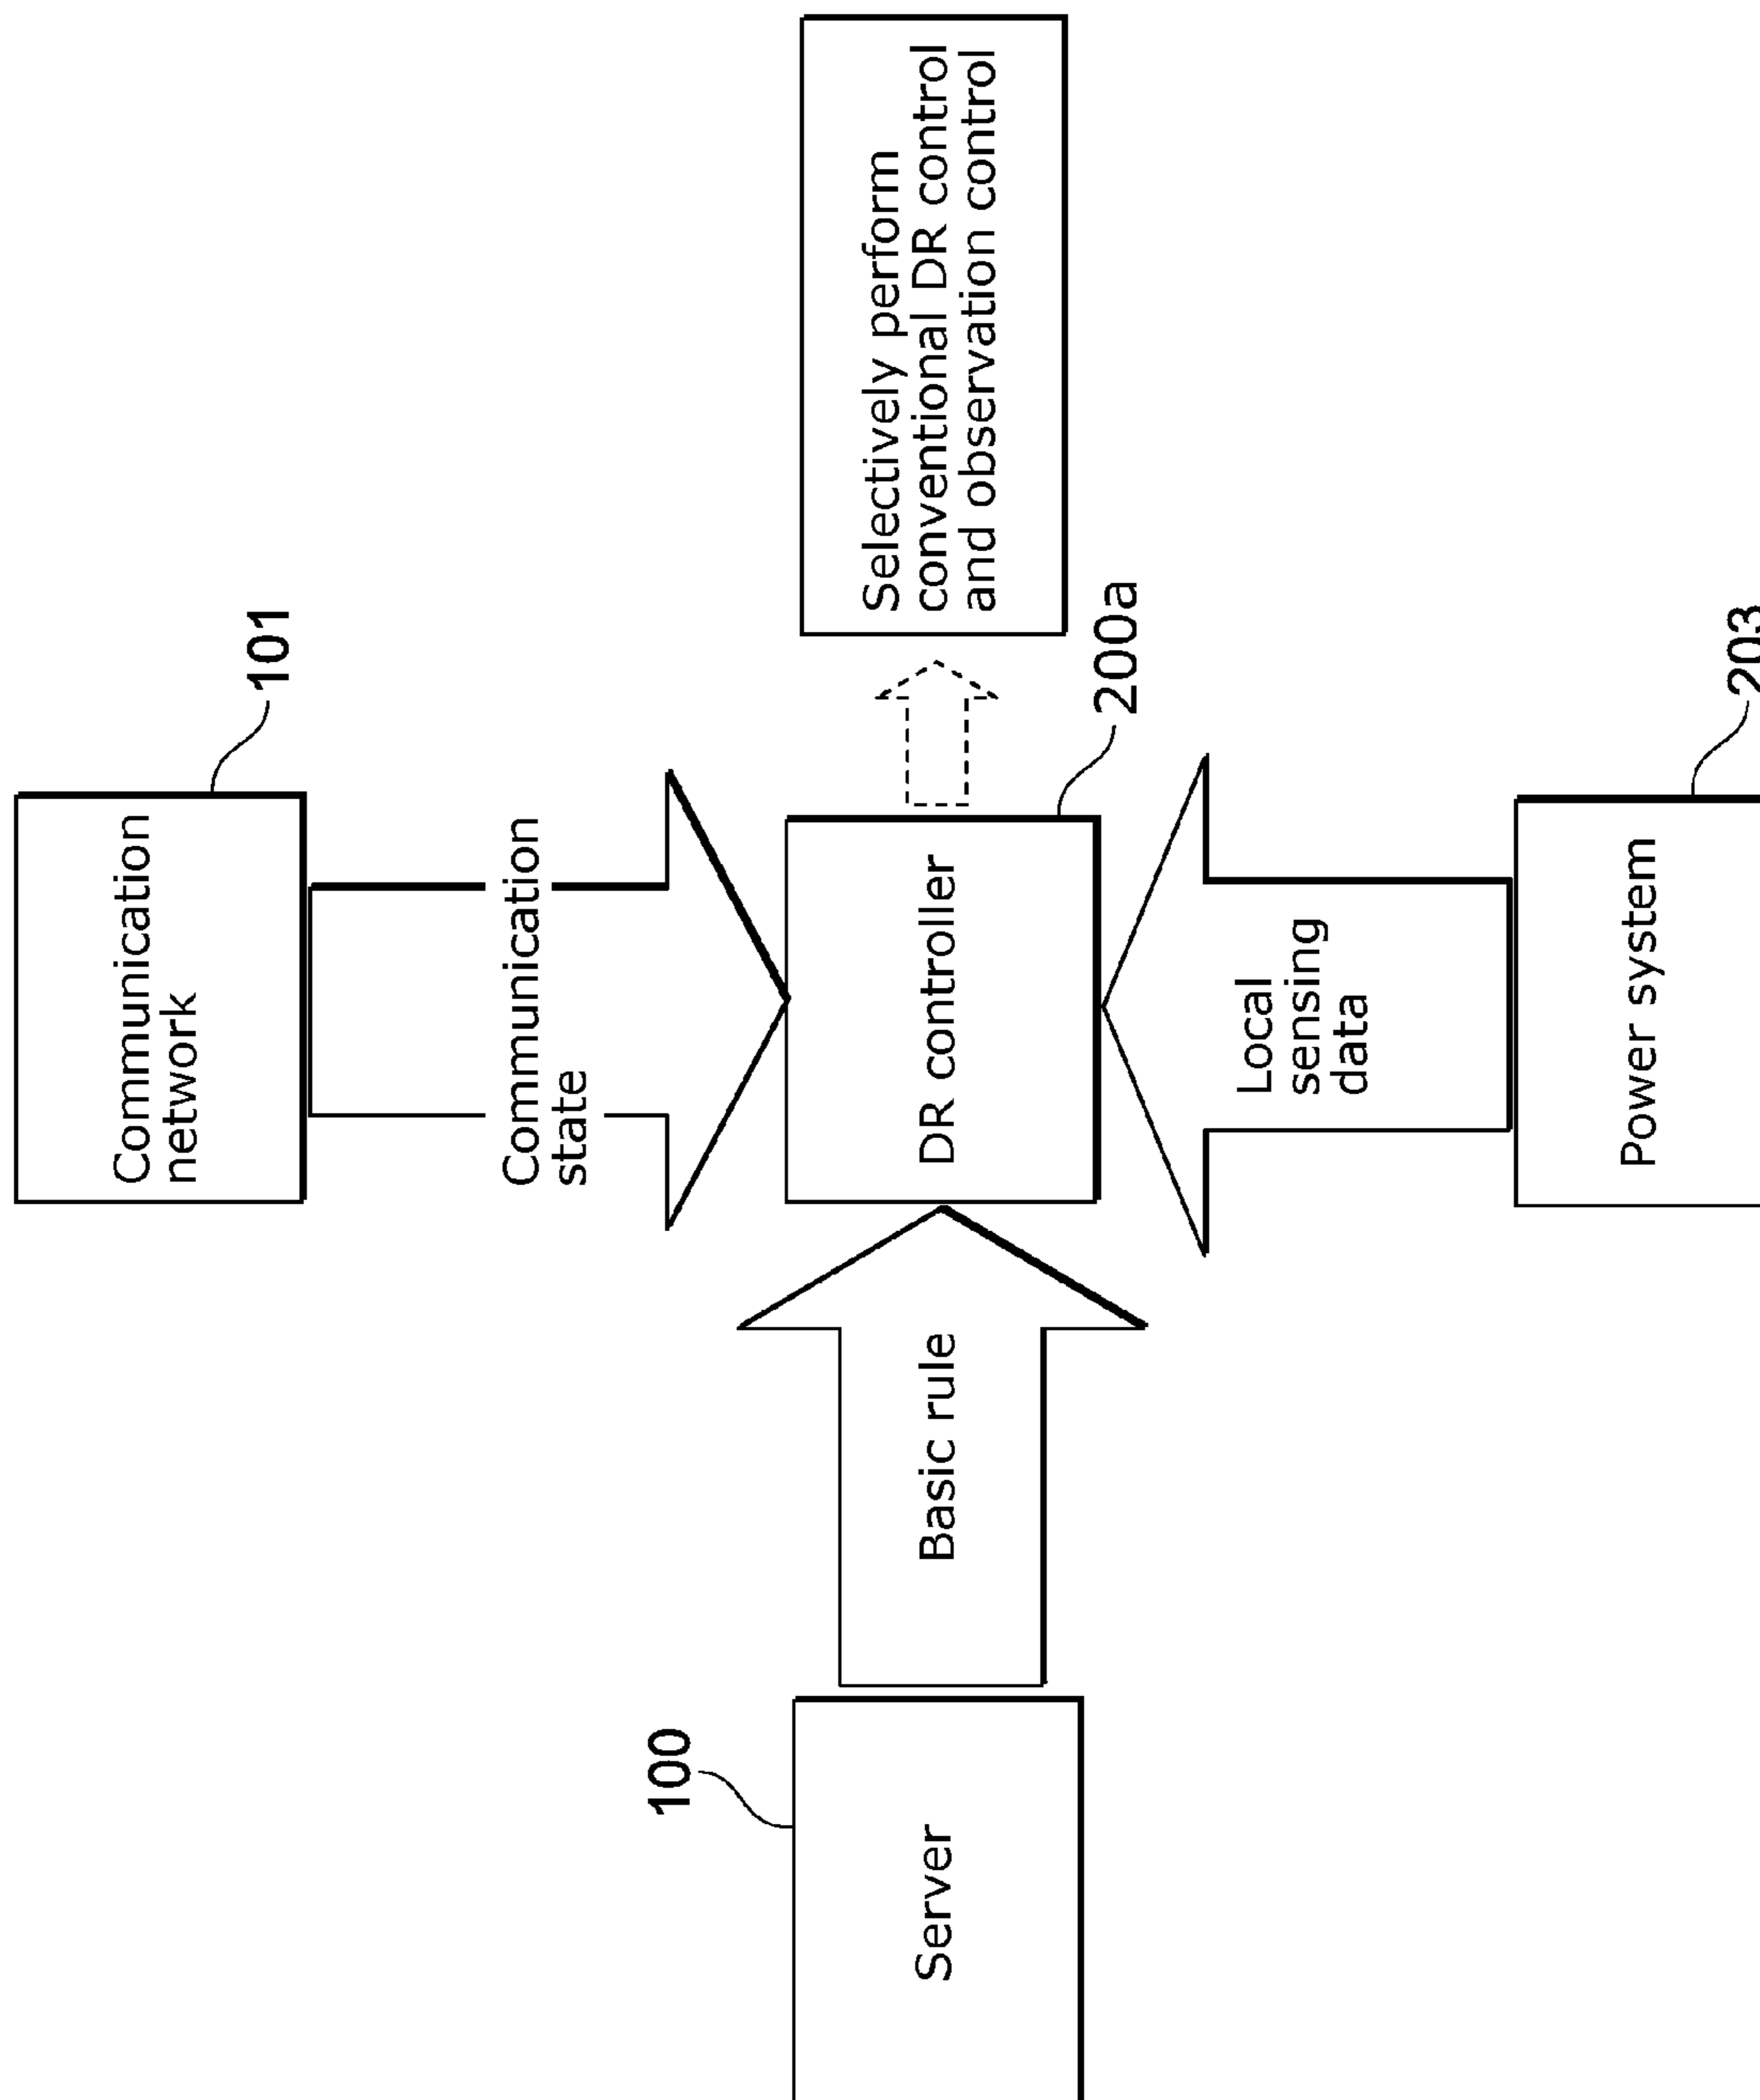 Communication
network
101
Communication
state
Server
100
Basic rule
DR controller
200a
Selectively perform
conventional DR control
and observation control
Local
sensing
data
Power system
203